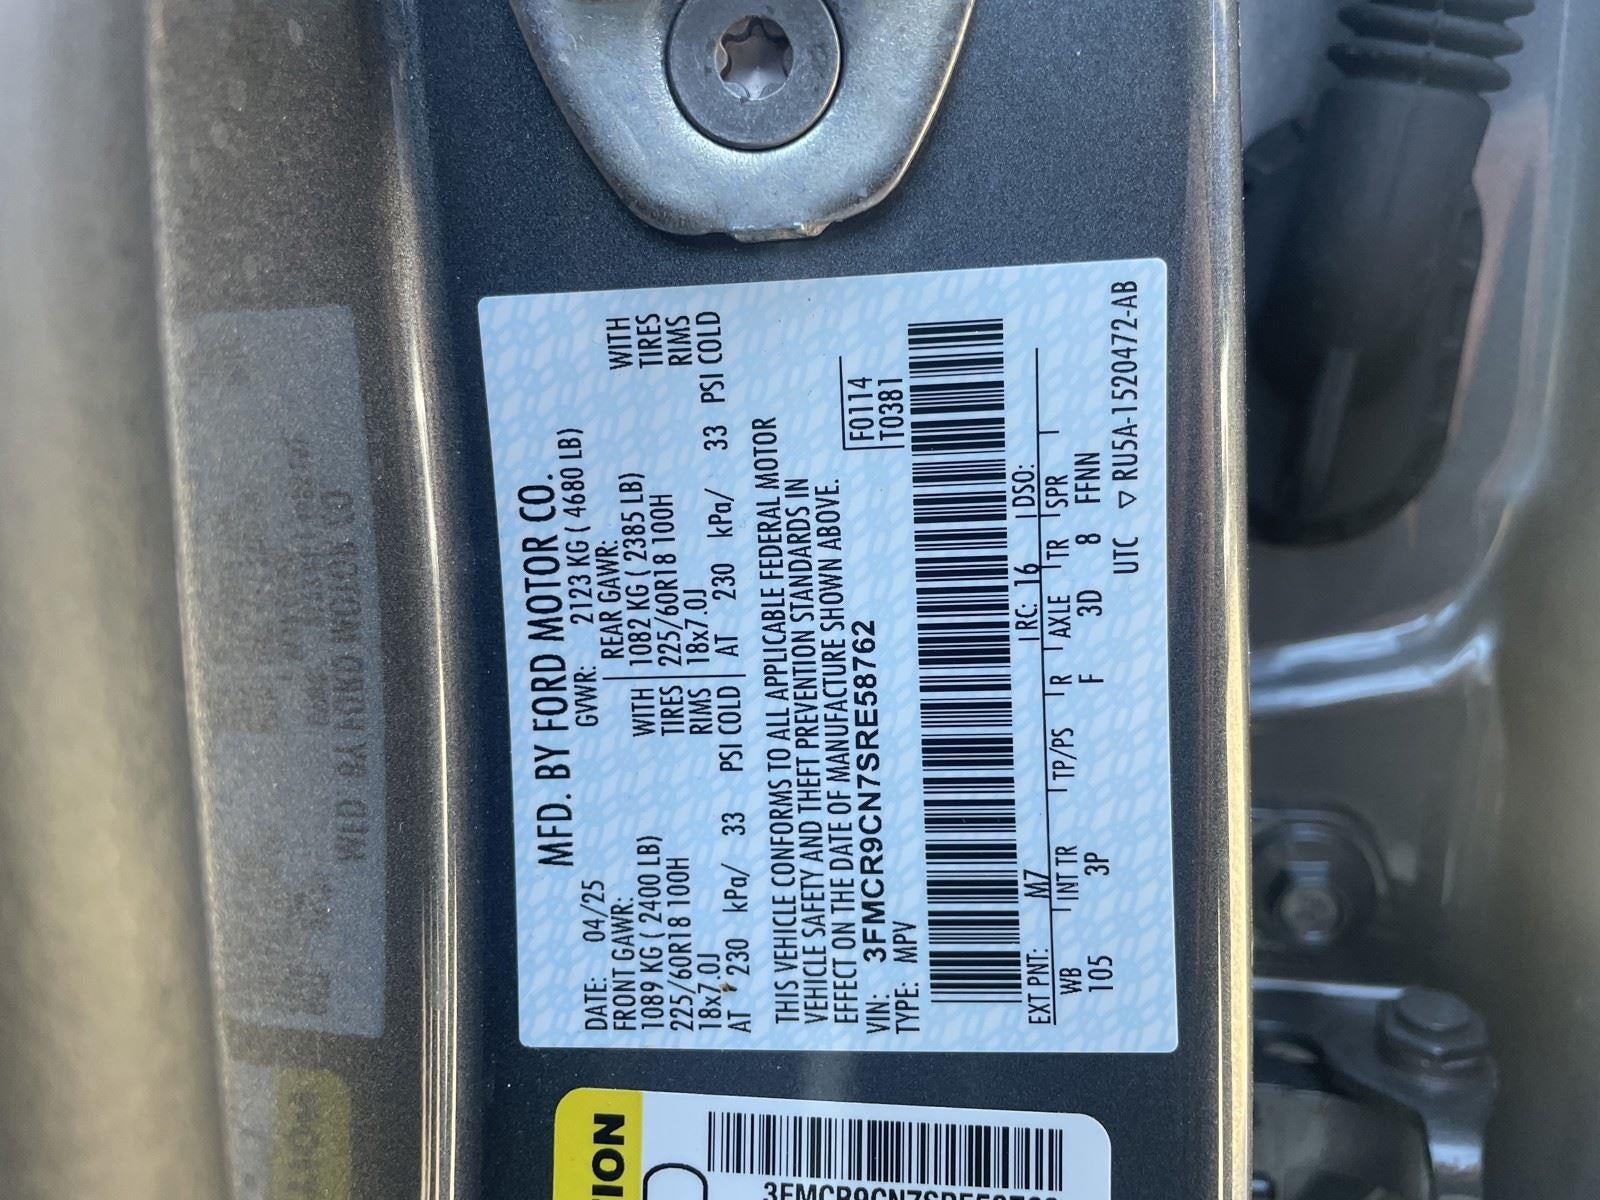 MFD. BY FORD MOTOR CO.
DATE: 04/25 GVWR: 2123 KG ( 4680 LB)
FRONT GAWR: REAR GAWR:
1089 KG ( 2400 LB) WITH 1082 KG ( 2385 LB) WITH
225/60R18 100H TIRES 225/60R18 100H TIRES
18x7.0J RIMS 18x7.0J RIMS
AT 230 kPa/ 33 PSI COLD AT 230 kPa/ 33 PSI COLD
THIS VEHICLE CONFORMS TO ALL APPLICABLE FEDERAL MOTOR
VEHICLE SAFETY AND THEFT PREVENTION STANDARDS IN
EFFECT ON THE DATE OF MANUFACTURE SHOWN ABOVE.
VIN: 3FMCR9CN7SRE58762 F0114
TYPE: MPV T0381
EXT PNT: M7 RC: 16 DSO:
WB INT TR TP/PS R AXLE TR SPR
105 3P F 3D 8 FFNN
UTC ▽ RU5A-1520472-AB
TION
3FMCR9CN7SRE58762